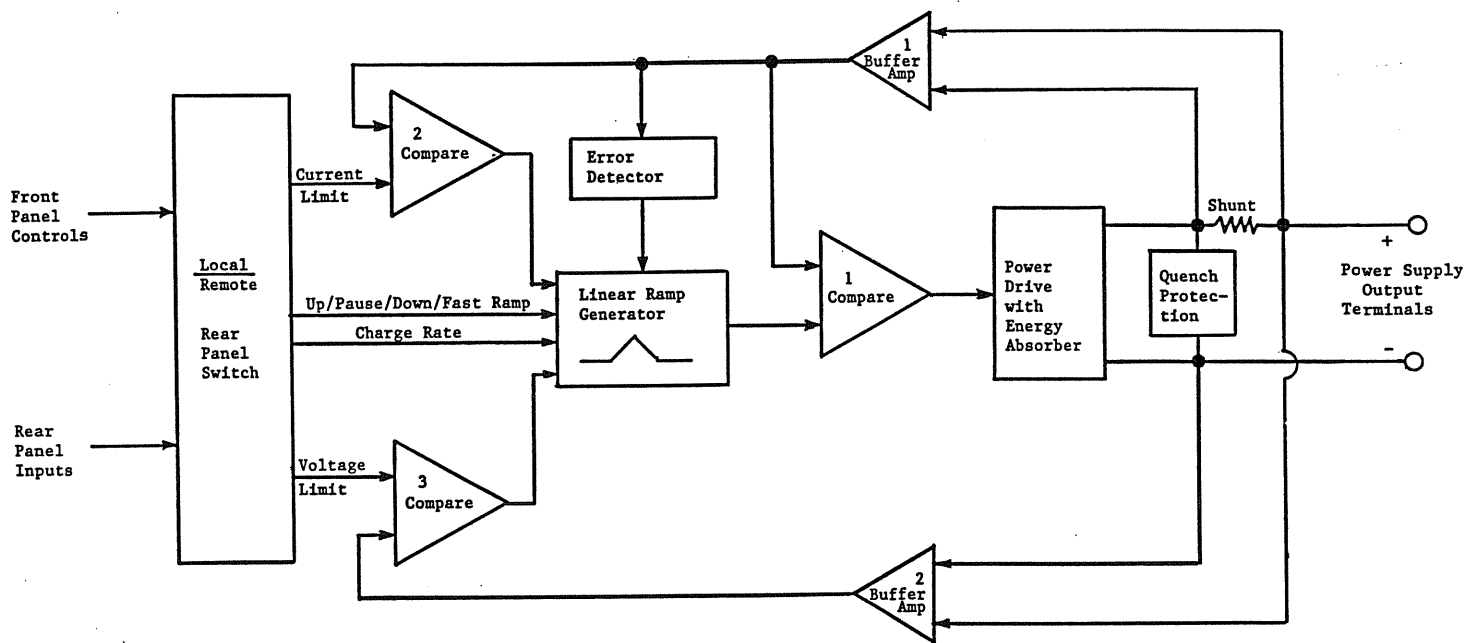 1
Buffer
Amp
2
Compare
Error
Detector
Current
Limit
Front
Panel
Controls
Shunt
+
Local
Remote
Rear
Panel
Switch
Up/Pause/Down/Fast Ramp
Charge Rate
Linear Ramp
Generator
1
Compare
Power
Drive
with
Energy
Absorber
Quench
Protec-
tion
Power Supply
Output
Terminals
-
Rear
Panel
Inputs
Voltage
Limit
3
Compare
2
Buffer
Amp